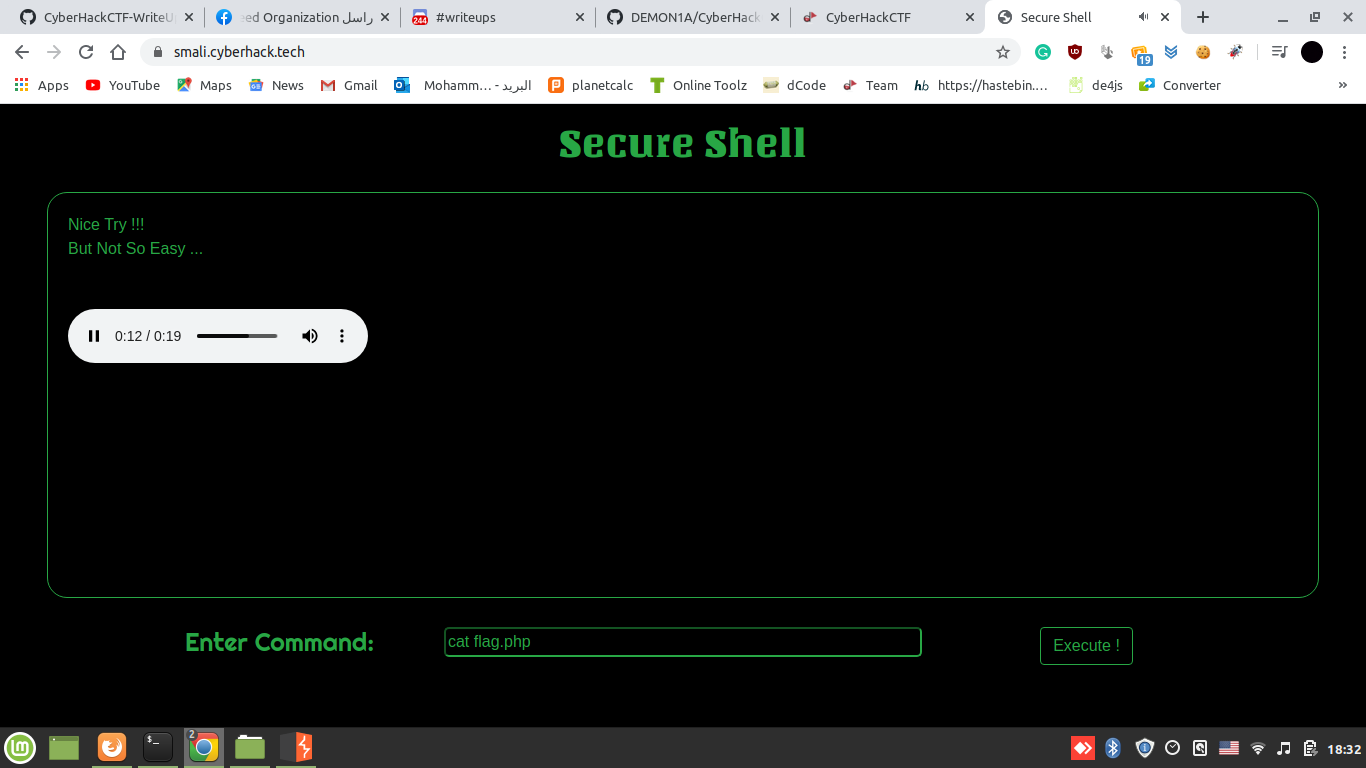 CyberHackCTF-WriteU
eed Organization راسل
#writeups
DEMON1A/CyberHack
CyberHackCTF
Secure Shell
smali.cyberhack.tech
19
Apps
YouTube
Maps
News
Gmail
Mohamm... - البريد
planetcalc
Online Toolz
dCode
Team
hb
https://hastebin....
de4js
Converter
»
Secure Shell
Nice Try !!!
But Not So Easy ...
0:12 / 0:19
Enter Command:
cat flag.php
Execute !
2
18:32